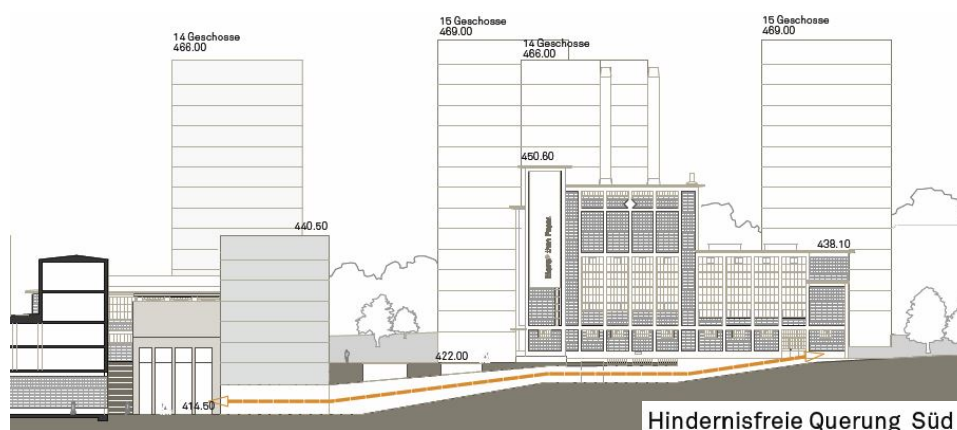 15 Geschosse
469.00
15 Geschosse
469.00
14 Geschosse
466.00
14 Geschosse
466.00
450.60
440.50
438.10
422.00
414.50
Hindernisfreie Querung Süd